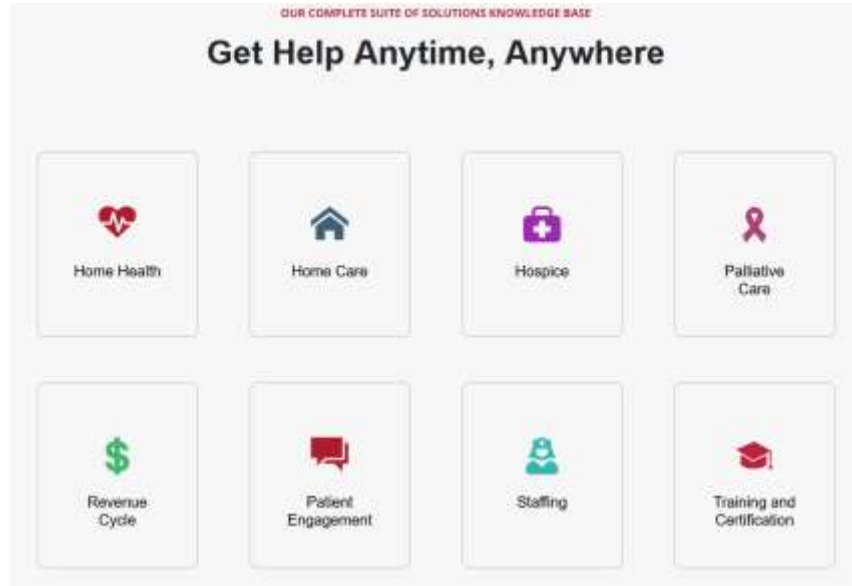 OUR COMPLETE SUITE OF SOLUTIONS KNOWLEDGE BASE
Get Help Anytime, Anywhere
Home Health
Home Care
Hospice
Palliative
Care
Revenue
Cycle
Patient
Engagement
Staffing
Training and
Certification